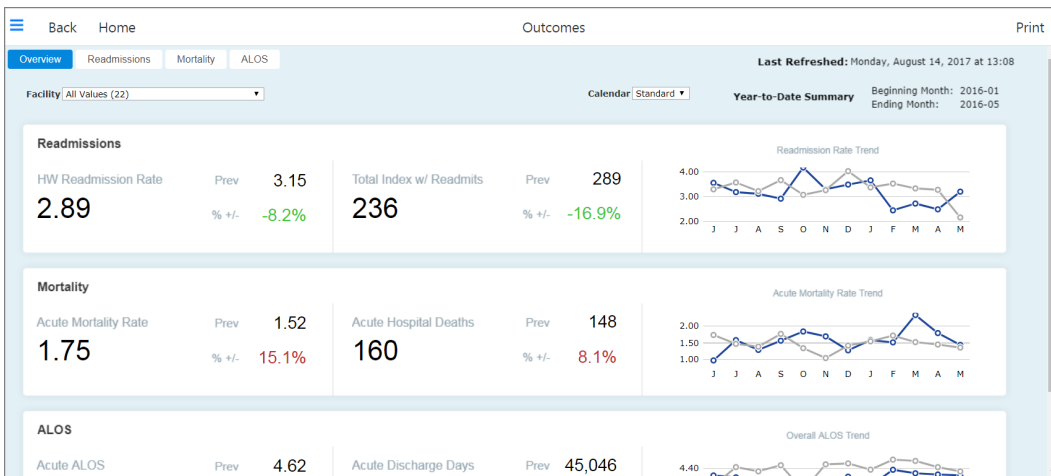 Back Home Outcomes Print
Overview Readmissions Mortality ALOS
Last Refreshed: Monday, August 14, 2017 at 13:08
Facility All Values (22) Calendar Standard Year-to-Date Summary
Beginning Month: 2016-01
Ending Month: 2016-05
Readmissions
HW Readmission Rate Prev 3.15
2.89 % +/- -8.2%
Total Index w/ Readmits Prev 289
236 % +/- -16.9%
Readmission Rate Trend
4.00
3.00
2.00
J J A S O N D J F M A M
Mortality
Acute Mortality Rate Prev 1.52
1.75 % +/- 15.1%
Acute Hospital Deaths Prev 148
160 % +/- 8.1%
Acute Mortality Rate Trend
2.00
1.50
1.00
J J A S O N D J F M A M
ALOS
Acute ALOS Prev 4.62
Acute Discharge Days Prev 45,046
Overall ALOS Trend
4.40